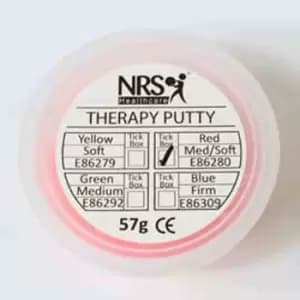 NRS
Healthcare
THERAPY PUTTY
Yellow Tick Tick Red
Soft Box Box Med/Soft
E86279 ✓ E86280
Green Tick Tick Blue
Medium Box Box Firm
E86292 E86309
57g CE